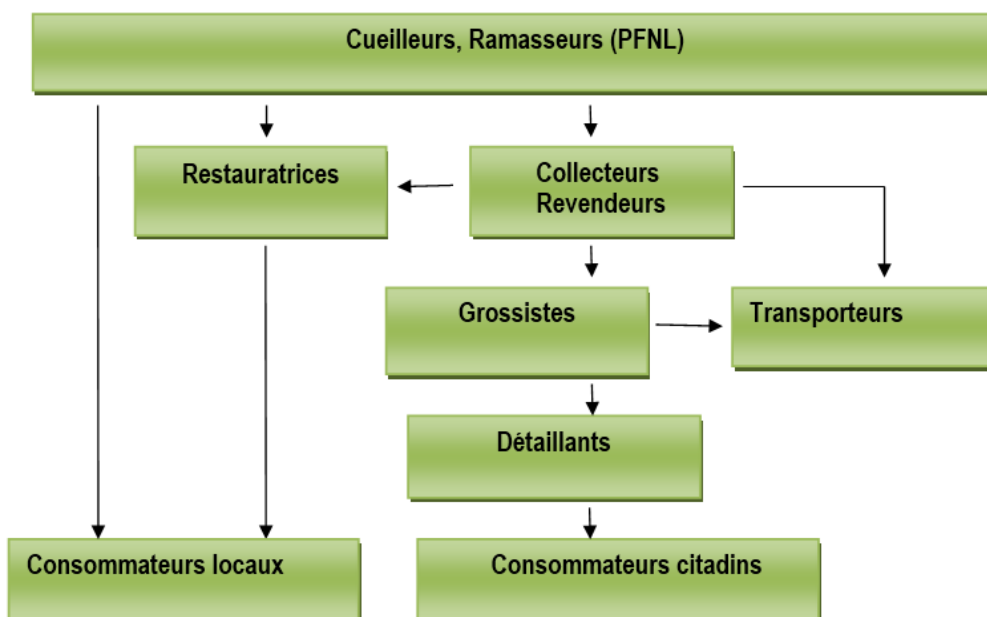 Cueilleurs, Ramasseurs (PFNL)
Restauratrices
Collecteurs
Revendeurs
Grossistes
Transporteurs
Détaillants
Consommateurs locaux
Consommateurs citadins